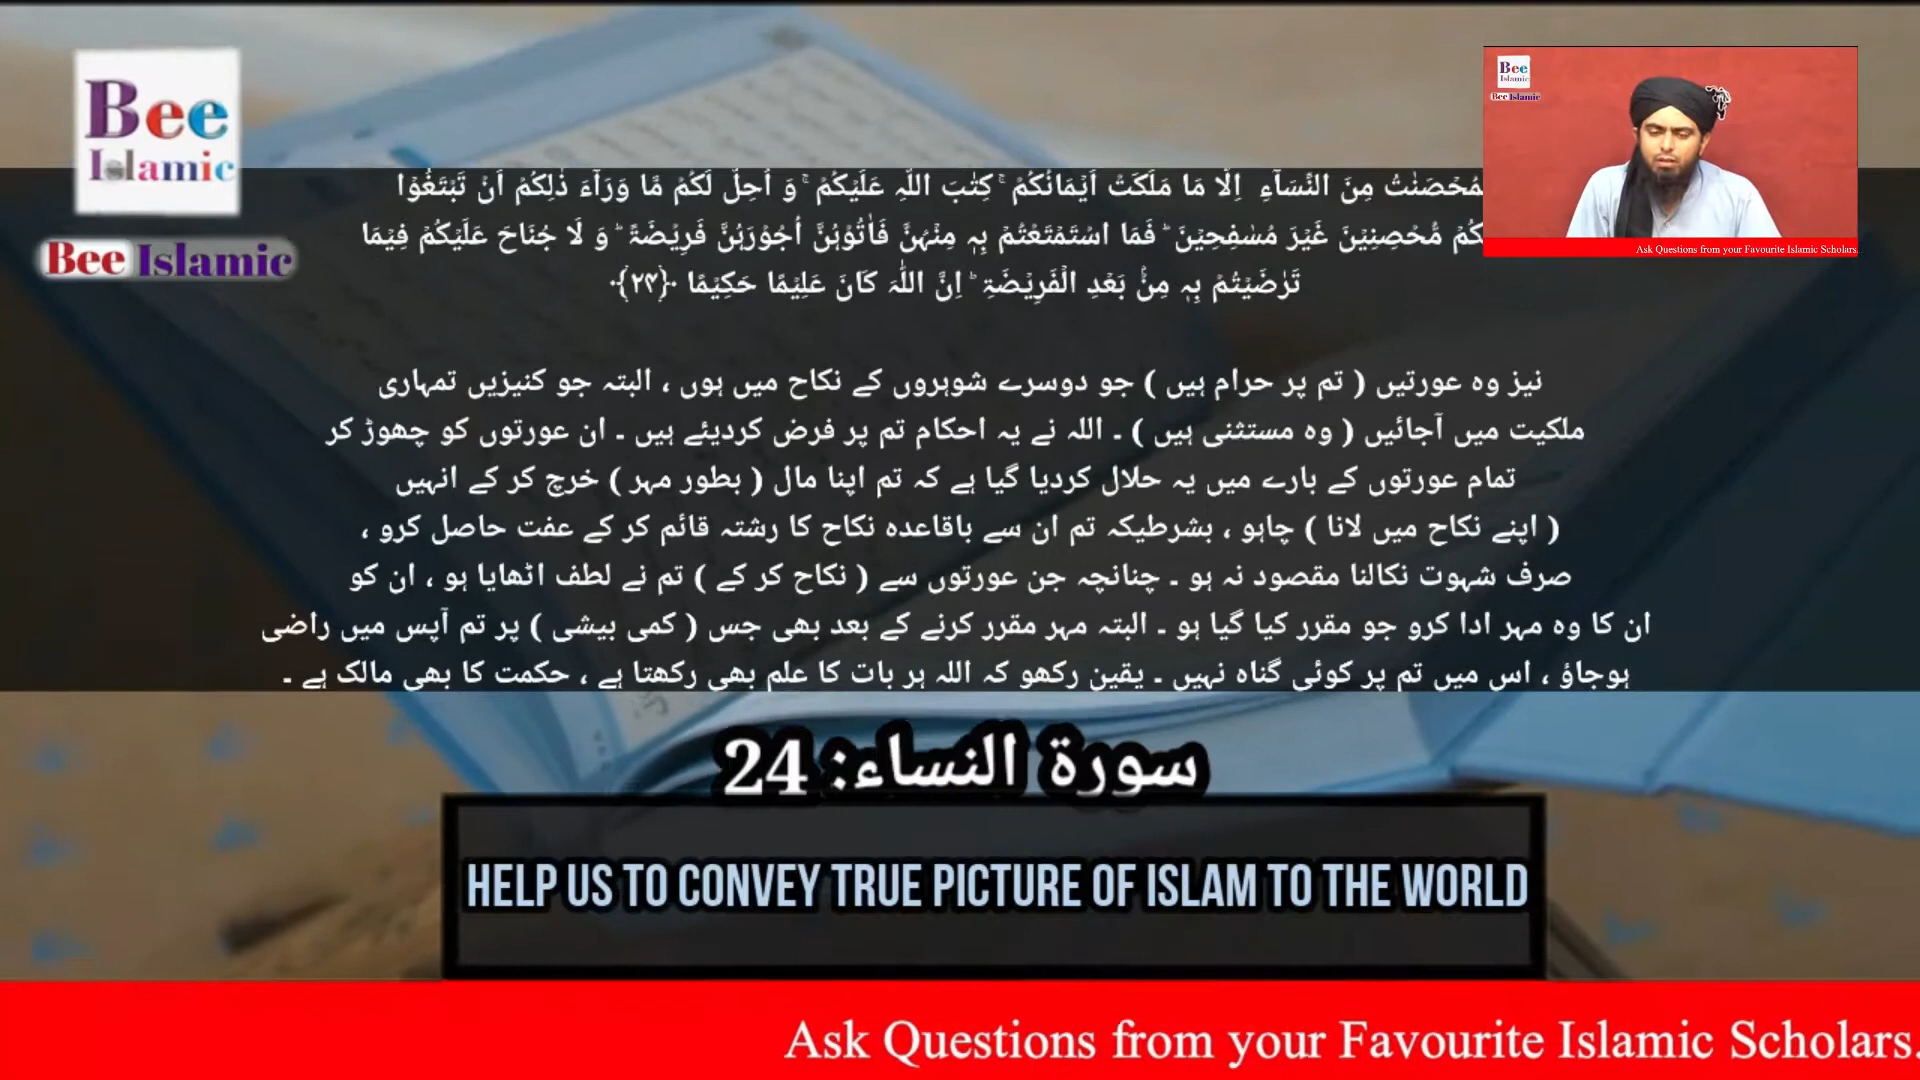 Bee
Islamic
Bee Islamic
Bee
Islamic
Bee Islamic
Ask Questions from your Favourite Islamic Scholars.
مِنَ النِّسَآءِ اِلَّا مَا مَلَکَتۡ اَیۡمَانُکُمۡ ۚ کِتٰبَ اللّٰہِ عَلَیۡکُمۡ ۚ وَ اُحِلَّ لَکُمۡ مَّا وَرَآءَ ذٰلِکُمۡ اَنۡ تَبۡتَغُوۡا
مُّحۡصِنِیۡنَ غَیۡرَ مُسٰفِحِیۡنَ ؕ فَمَا اسۡتَمۡتَعۡتُمۡ بِہٖ مِنۡہُنَّ فَاٰتُوۡہُنَّ اُجُوۡرَہُنَّ فَرِیۡضَۃً ؕ وَ لَا جُنَاحَ عَلَیۡکُمۡ فِیۡمَا
تَرٰضَیۡتُمۡ بِہٖ مِنۡۢ بَعۡدِ الۡفَرِیۡضَۃِ ؕ اِنَّ اللّٰہَ کَانَ عَلِیۡمًا حَکِیۡمًا ﴿۲۴﴾
نیز وہ عورتیں ( تم پر حرام ہیں ) جو دوسرے شوہروں کے نکاح میں ہوں ، البتہ جو کنیزیں تمہاری
ملکیت میں آجائیں ( وہ مستثنی ہیں ) ۔ اللہ نے یہ احکام تم پر فرض کردیئے ہیں ۔ ان عورتوں کو چھوڑ کر
تمام عورتوں کے بارے میں یہ حلال کردیا گیا ہے کہ تم اپنا مال ( بطور مہر ) خرچ کر کے انہیں
( اپنے نکاح میں لانا ) چاہو ، بشرطیکہ تم ان سے باقاعدہ نکاح کا رشتہ قائم کر کے عفت حاصل کرو ،
صرف شہوت نکالنا مقصود نہ ہو ۔ چنانچہ جن عورتوں سے ( نکاح کر کے ) تم نے لطف اٹھایا ہو ، ان کو
ان کا وہ مہر ادا کرو جو مقرر کیا گیا ہو ۔ البتہ مہر مقرر کرنے کے بعد بھی جس ( کمی بیشی ) پر تم آپس میں راضی
ہوجاؤ ، اس میں تم پر کوئی گناہ نہیں ۔ یقین رکھو کہ اللہ ہر بات کا علم بھی رکھتا ہے ، حکمت کا بھی مالک ہے ۔
سورة النساء: 24
HELP US TO CONVEY TRUE PICTURE OF ISLAM TO THE WORLD
Ask Questions from your Favourite Islamic Scholars.